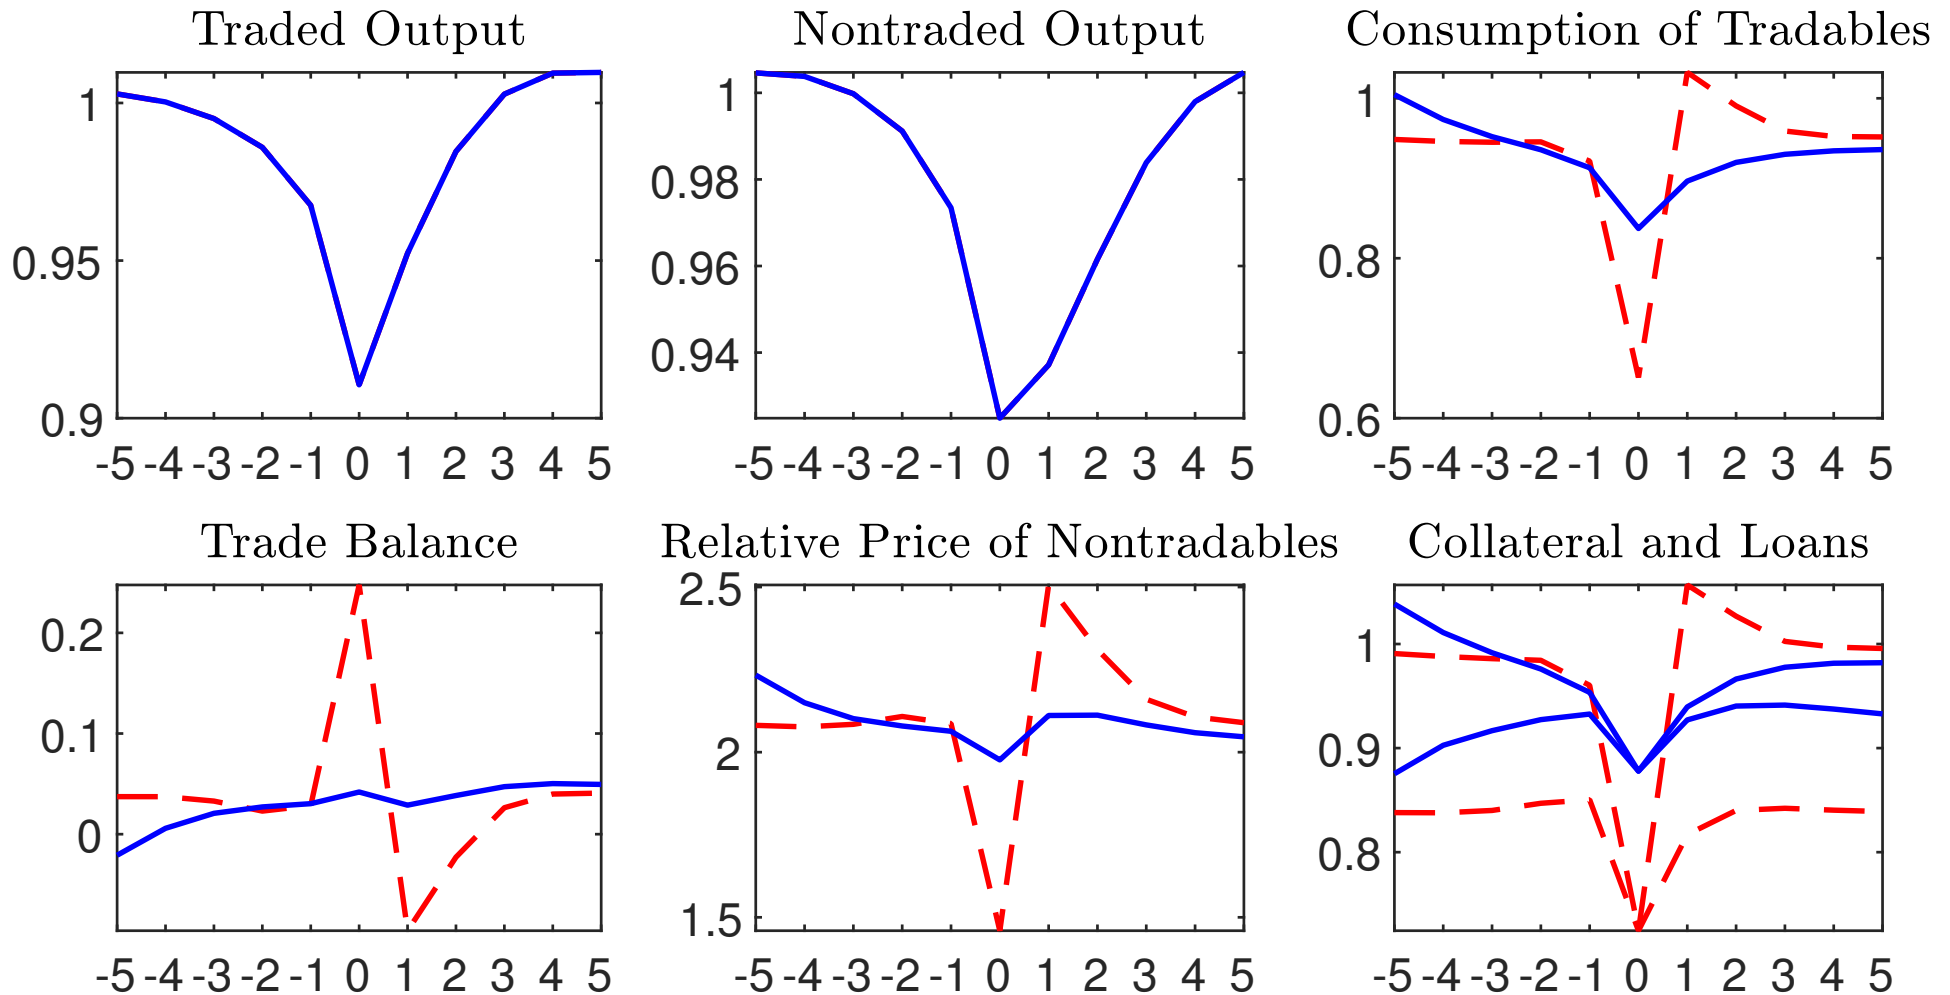 Traded Output
1
0.95
0.9
-5 -4 -3 -2 -1 0 1 2 3 4 5
Nontraded Output
1
0.98
0.96
0.94
-5 -4 -3 -2 -1 0 1 2 3 4 5
Consumption of Tradables
1
0.8
0.6
-5 -4 -3 -2 -1 0 1 2 3 4 5
Trade Balance
0.2
0.1
0
-5 -4 -3 -2 -1 0 1 2 3 4 5
Relative Price of Nontradables
2.5
2
1.5
-5 -4 -3 -2 -1 0 1 2 3 4 5
Collateral and Loans
1
0.9
0.8
-5 -4 -3 -2 -1 0 1 2 3 4 5